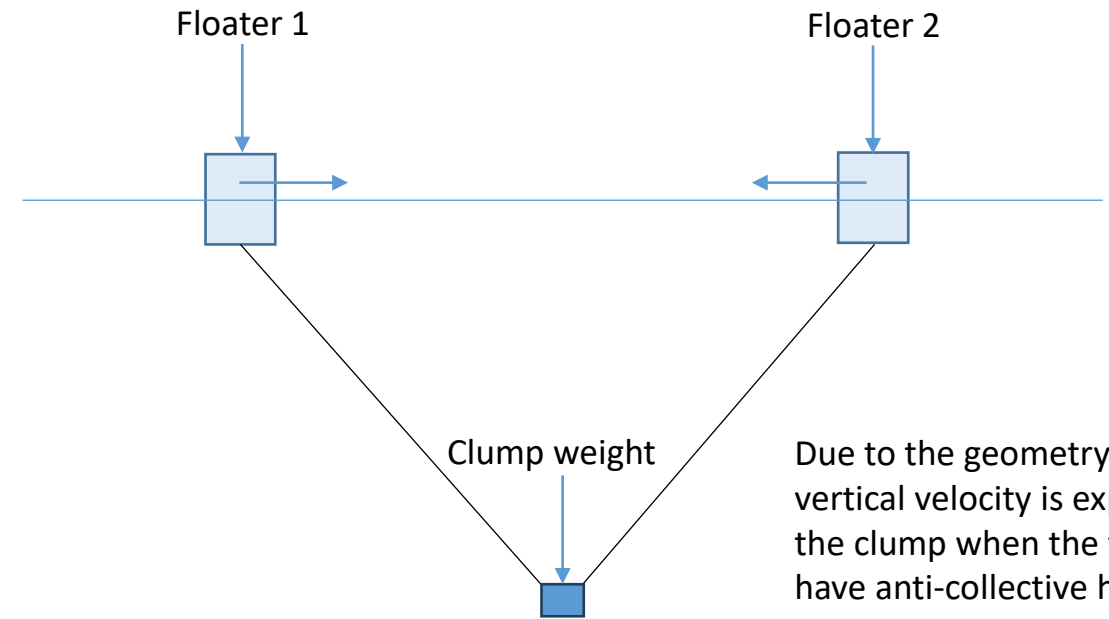 Floater 1
Floater 2
Clump weight
Due to the geometry
vertical velocity is
the clump when the
have anti-collective